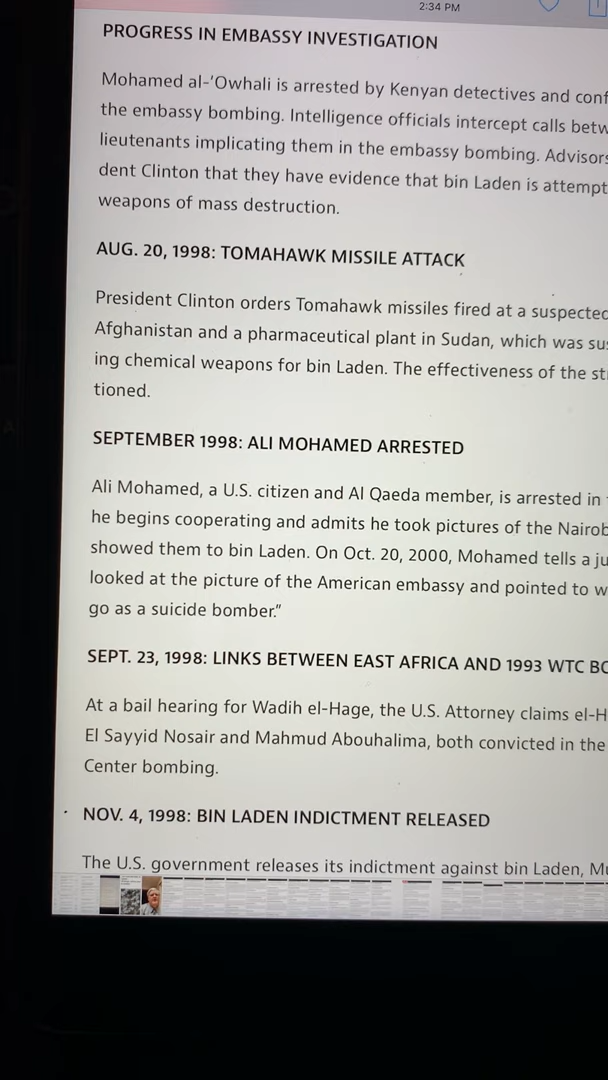 2:34 PM
PROGRESS IN EMBASSY INVESTIGATION
Mohamed al-'Owhali is arrested by Kenyan detectives and conf
the embassy bombing. Intelligence officials intercept calls betw
lieutenants implicating them in the embassy bombing. Advisors
dent Clinton that they have evidence that bin Laden is attempt
weapons of mass destruction.
AUG. 20, 1998: TOMAHAWK MISSILE ATTACK
President Clinton orders Tomahawk missiles fired at a suspected
Afghanistan and a pharmaceutical plant in Sudan, which was sus
ing chemical weapons for bin Laden. The effectiveness of the str
tioned.
SEPTEMBER 1998: ALI MOHAMED ARRESTED
Ali Mohamed, a U.S. citizen and Al Qaeda member, is arrested in
he begins cooperating and admits he took pictures of the Nairob
showed them to bin Laden. On Oct. 20, 2000, Mohamed tells a ju
looked at the picture of the American embassy and pointed to w
go as a suicide bomber."
SEPT. 23, 1998: LINKS BETWEEN EAST AFRICA AND 1993 WTC BO
At a bail hearing for Wadih el-Hage, the U.S. Attorney claims el-H
El Sayyid Nosair and Mahmud Abouhalima, both convicted in the
Center bombing.
NOV. 4, 1998: BIN LADEN INDICTMENT RELEASED
The U.S. government releases its indictment against bin Laden, Mu